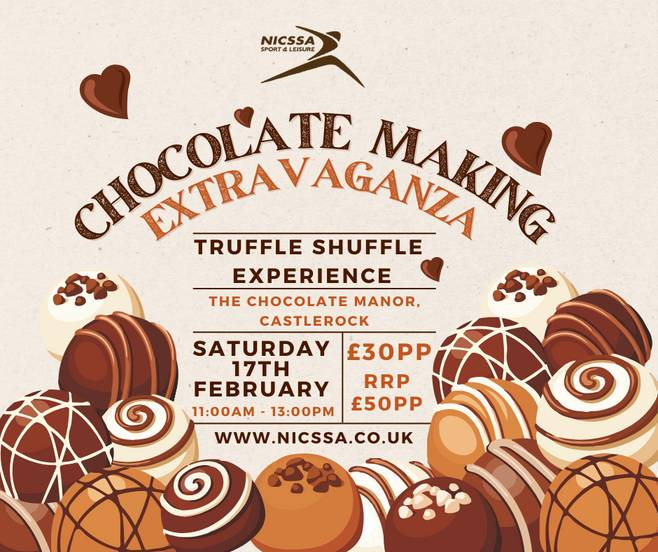 NICSSA
SPORT & LEISURE
CHOCOLATE MAKING
EXTRAVAGANZA
TRUFFLE SHUFFLE
EXPERIENCE
THE CHOCOLATE MANOR,
CASTLEROCK
SATURDAY
17TH
FEBRUARY
11:00AM - 13:00PM
£30PP
RRP
£50PP
WWW.NICSSA.CO.UK